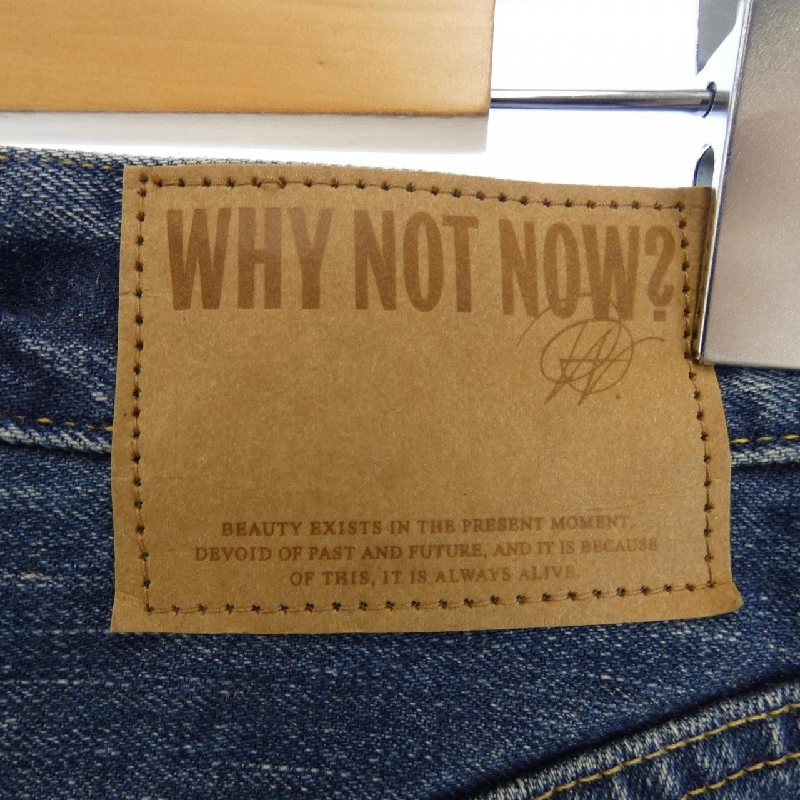 WHY NOT NOW?
BEAUTY EXISTS IN THE PRESENT MOMENT,
DEVOID OF PAST AND FUTURE, AND IT IS BECAUSE
OF THIS, IT IS ALWAYS ALIVE.